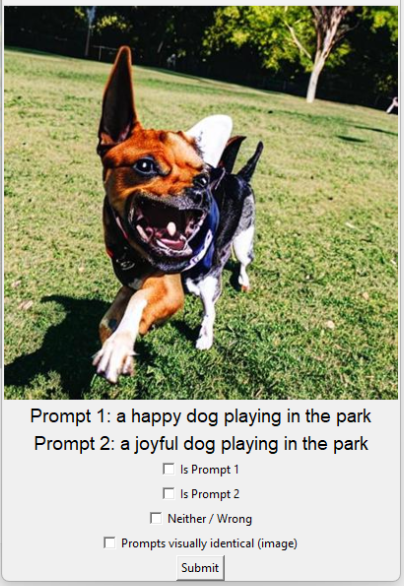 Prompt 1: a happy dog playing in the park
Prompt 2: a joyful dog playing in the park
Is Prompt 1
Is Prompt 2
Neither / Wrong
Prompts visually identical (image)
Submit